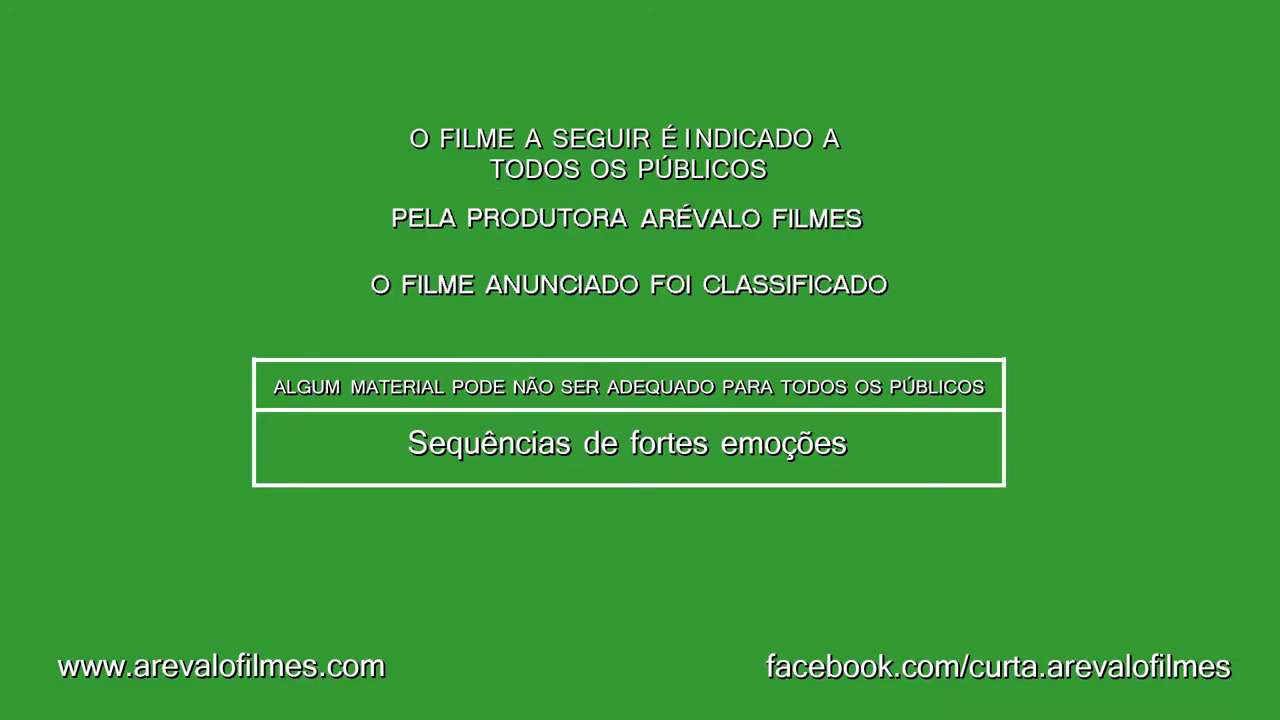 O FILME A SEGUIR É INDICADO A
TODOS OS PÚBLICOS
PELA PRODUTORA ARÉVALO FILMES
O FILME ANUNCIADO FOI CLASSIFICADO
ALGUM MATERIAL PODE NÃO SER ADEQUADO PARA TODOS OS PÚBLICOS
Sequências de fortes emoções
www.arevalofilmes.com
facebook.com/curta.arevalofilmes